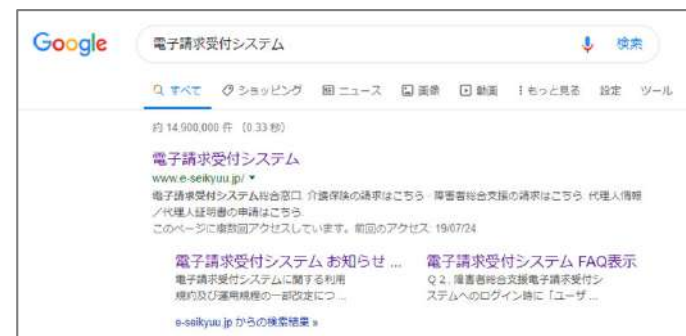 Google
電子請求受付システム
検索
すべて ショッピング ニュース 画像 動画 もっと見る 設定 ツール
約 14,900,000 件 (0.33 秒)
電子請求受付システム
www.e-seikyuu.jp/
電子請求受付システム総合窓口. 介護保険の請求はこちら · 障害者総合支援の請求はこちら. 代理人情報
/代理人証明書の申請はこちら.
このページに複数回アクセスしています。前回のアクセス: 19/07/24
電子請求受付システム お知らせ ...
電子請求受付システムに関する利用
規約及び運用規程の一部改定につ ...
電子請求受付システム FAQ表示
Q 2. 障害者総合支援電子請求受付シ
ステムへのログイン時に「ユーザ ...
e-seikyuu.jp からの検索結果 »